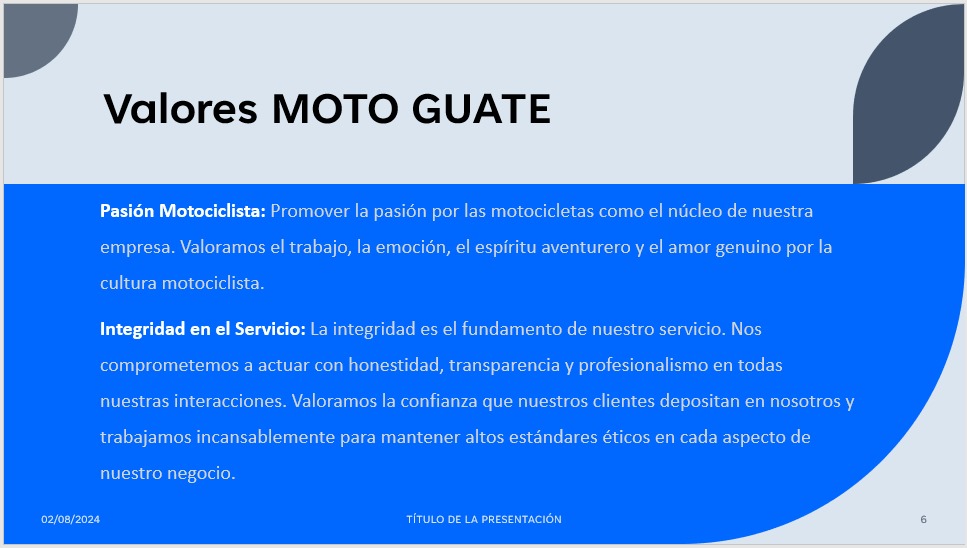 Valores MOTO GUATE
Pasión Motociclista: Promover la pasión por las motocicletas como el núcleo de nuestra
empresa. Valoramos el trabajo, la emoción, el espíritu aventurero y el amor genuino por la
cultura motociclista.
Integridad en el Servicio: La integridad es el fundamento de nuestro servicio. Nos
comprometemos a actuar con honestidad, transparencia y profesionalismo en todas
nuestras interacciones. Valoramos la confianza que nuestros clientes depositan en nosotros y
trabajamos incansablemente para mantener altos estándares éticos en cada aspecto de
nuestro negocio.
02/08/2024 TÍTULO DE LA PRESENTACIÓN 6